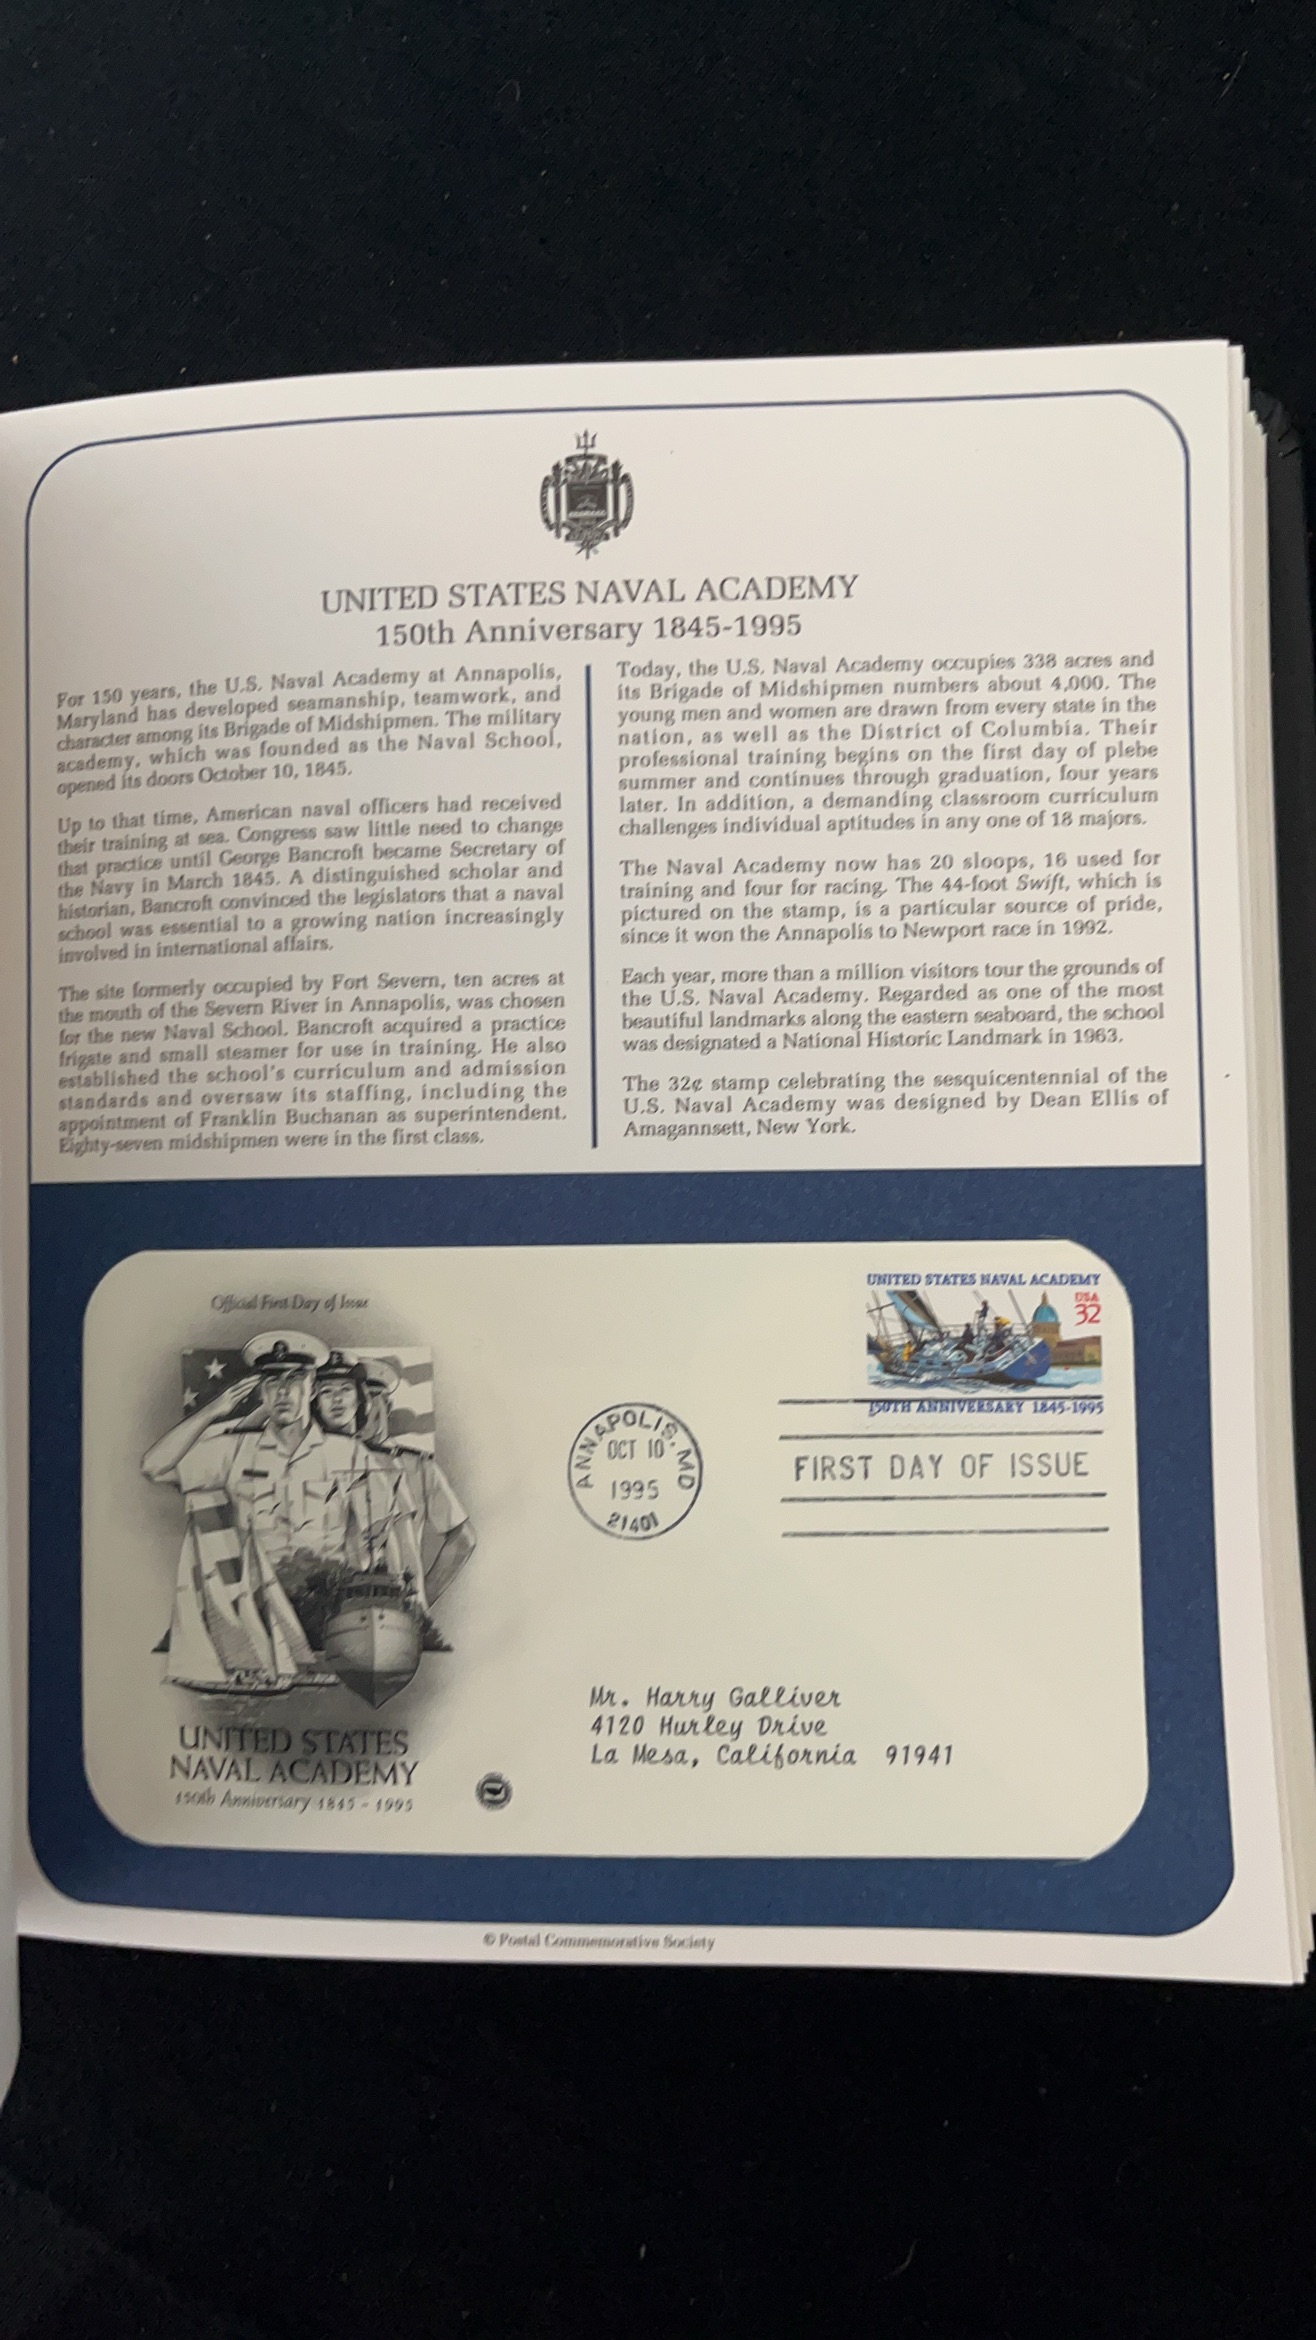 UNITED STATES NAVAL ACADEMY
150th Anniversary 1845-1995
For 150 years, the U.S. Naval Academy at Annapolis,
Maryland has developed seamanship, teamwork, and
character among its Brigade of Midshipmen. The military
academy, which was founded as the Naval School,
opened its doors October 10, 1845.
Up to that time, American naval officers had received
their training at sea. Congress saw little need to change
that practice until George Bancroft became Secretary of
the Navy in March 1845. A distinguished scholar and
historian, Bancroft convinced the legislators that a naval
school was essential to a growing nation increasingly
involved in international affairs.
The site formerly occupied by Fort Severn, ten acres at
the mouth of the Severn River in Annapolis, was chosen
for the new Naval School. Bancroft acquired a practice
frigate and small steamer for use in training. He also
established the school's curriculum and admission
standards and oversaw its staffing, including the
appointment of Franklin Buchanan as superintendent.
Eighty-seven midshipmen were in the first class.
Today, the U.S. Naval Academy occupies 338 acres and
its Brigade of Midshipmen numbers about 4,000. The
young men and women are drawn from every state in the
nation, as well as the District of Columbia. Their
professional training begins on the first day of plebe
summer and continues through graduation, four years
later. In addition, a demanding classroom curriculum
challenges individual aptitudes in any one of 18 majors.
The Naval Academy now has 20 sloops, 16 used for
training and four for racing. The 44-foot Swift, which is
pictured on the stamp, is a particular source of pride,
since it won the Annapolis to Newport race in 1992.
Each year, more than a million visitors tour the grounds of
the U.S. Naval Academy. Regarded as one of the most
beautiful landmarks along the eastern seaboard, the school
was designated a National Historic Landmark in 1963.
The 32¢ stamp celebrating the sesquicentennial of the
U.S. Naval Academy was designed by Dean Ellis of
Amagannsett, New York.
Official First Day of Issue
UNITED STATES NAVAL ACADEMY
USA
32
150TH ANNIVERSARY 1845-1995
ANNAPOLIS, MD
OCT 10
1995
21401
FIRST DAY OF ISSUE
Mr. Harry Galliver
4120 Hurley Drive
La Mesa, California 91941
UNITED STATES
NAVAL ACADEMY
150th Anniversary 1845 - 1995
© Postal Commemorative Society